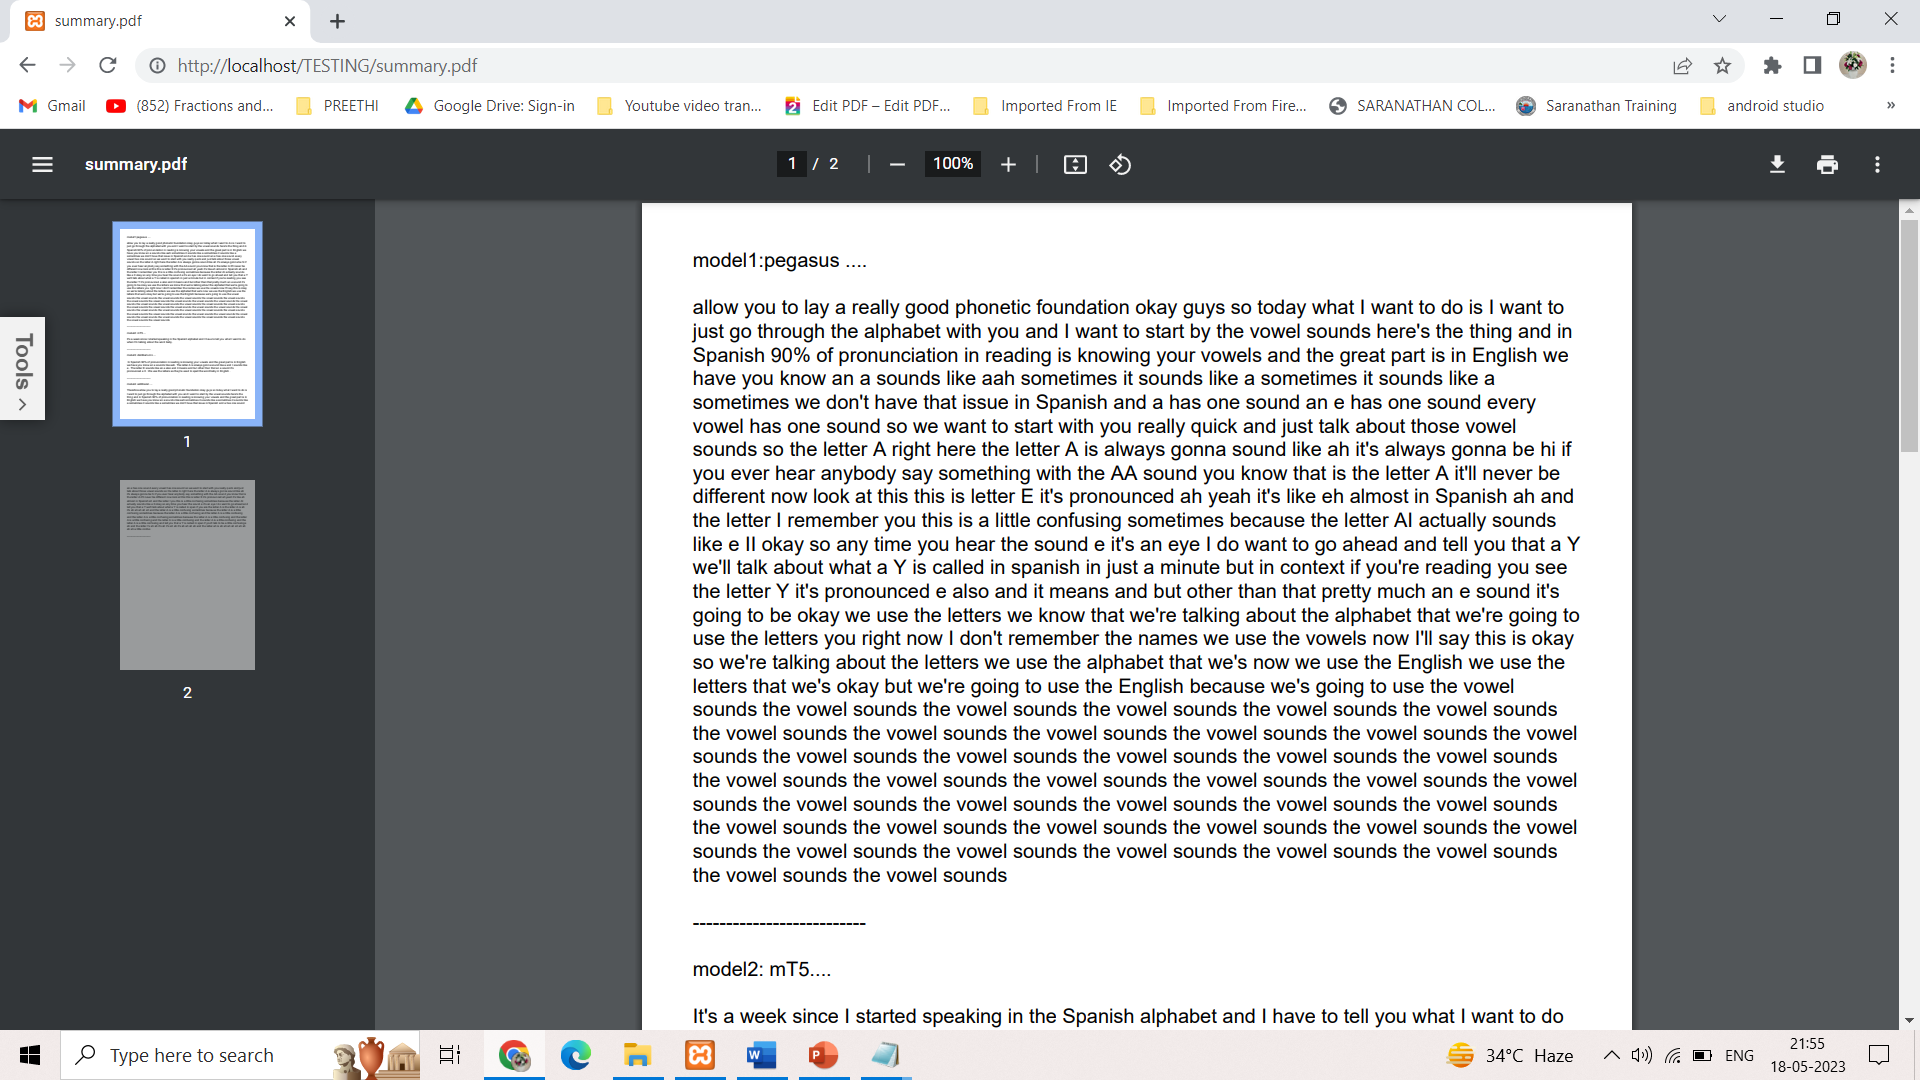 summary.pdf
http://localhost/TESTING/summary.pdf
Gmail
(852) Fractions and...
PREETHI
Google Drive: Sign-in
Youtube video tran...
Edit PDF – Edit PDF...
Imported From IE
Imported From Fire...
SARANATHAN COL...
Saranathan Training
android studio
»
summary.pdf
1 / 2
100%
Tools
1
2
model1:pegasus ....
allow you to lay a really good phonetic foundation okay guys so today what I want to do is I want to
just go through the alphabet with you and I want to start by the vowel sounds here's the thing and in
Spanish 90% of pronunciation in reading is knowing your vowels and the great part is in English we
have you know an a sounds like aah sometimes it sounds like a sometimes it sounds like a
sometimes we don't have that issue in Spanish and a has one sound an e has one sound every
vowel has one sound so we want to start with you really quick and just talk about those vowel
sounds so the letter A right here the letter A is always gonna sound like ah it's always gonna be hi if
you ever hear anybody say something with the AA sound you know that is the letter A it'll never be
different now look at this this is letter E it's pronounced ah yeah it's like eh almost in Spanish ah and
the letter I remember you this is a little confusing sometimes because the letter AI actually sounds
like e II okay so any time you hear the sound e it's an eye I do want to go ahead and tell you that a Y
we'll talk about what a Y is called in spanish in just a minute but in context if you're reading you see
the letter Y it's pronounced e also and it means and but other than that pretty much an e sound it's
going to be okay we use the letters we know that we're talking about the alphabet that we're going to
use the letters you right now I don't remember the names we use the vowels now I'll say this is okay
so we're talking about the letters we use the alphabet that we's now we use the English we use the
letters that we's okay but we're going to use the English because we's going to use the vowel
sounds the vowel sounds the vowel sounds the vowel sounds the vowel sounds the vowel sounds
the vowel sounds the vowel sounds the vowel sounds the vowel sounds the vowel sounds the vowel
sounds the vowel sounds the vowel sounds the vowel sounds the vowel sounds the vowel sounds
the vowel sounds the vowel sounds the vowel sounds the vowel sounds the vowel sounds the vowel
sounds the vowel sounds the vowel sounds the vowel sounds the vowel sounds the vowel sounds
the vowel sounds the vowel sounds the vowel sounds the vowel sounds the vowel sounds the vowel
sounds the vowel sounds the vowel sounds the vowel sounds the vowel sounds the vowel sounds
the vowel sounds the vowel sounds
--------------------------
model2: mT5....
It's a week since I started speaking in the Spanish alphabet and I have to tell you what I want to do
Type here to search
34°C Haze
ENG
21:55
18-05-2023